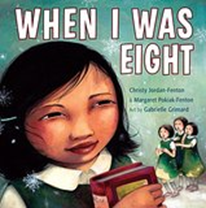 WHEN I WAS
EIGHT
Christy Jordan-Fenton
& Margaret Pokiak-Fenton
Art by Gabrielle Grimard